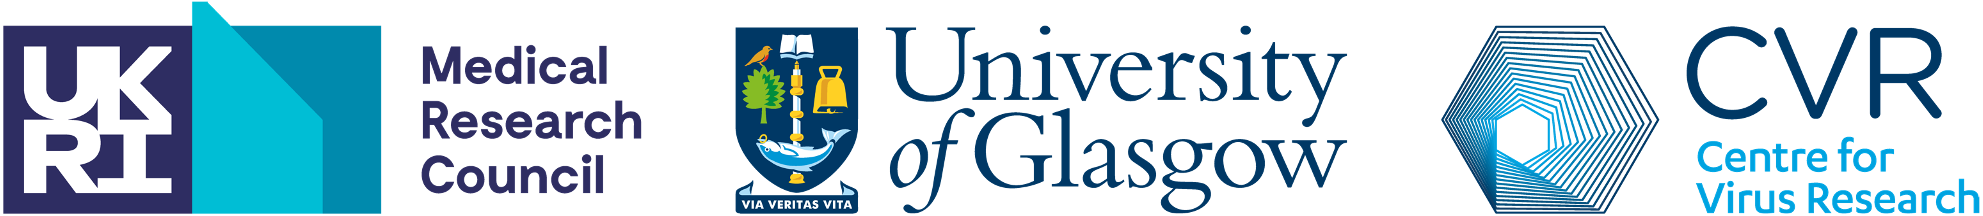 UK
RI
Medical
Research
Council
VIA VERITAS VITA
University
of Glasgow
CVR
Centre for
Virus Research